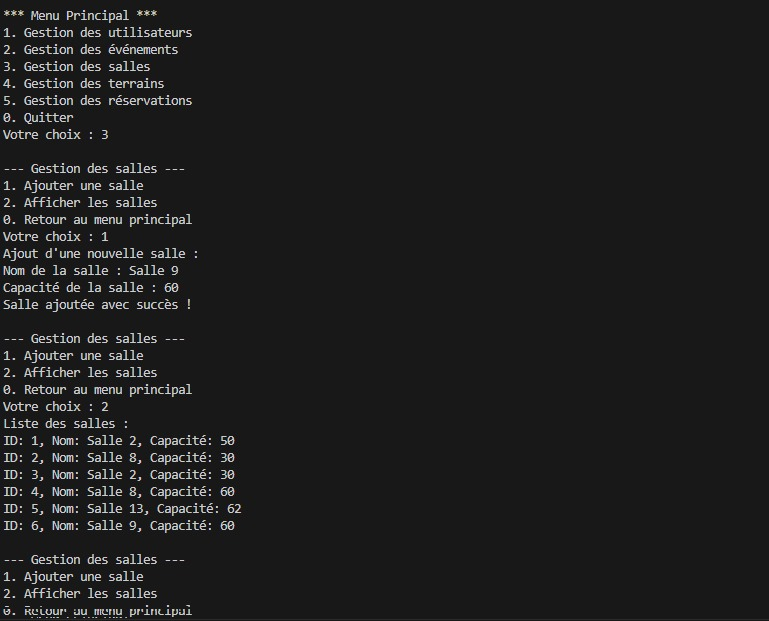 *** Menu Principal ***
1. Gestion des utilisateurs
2. Gestion des événements
3. Gestion des salles
4. Gestion des terrains
5. Gestion des réservations
0. Quitter
Votre choix : 3
--- Gestion des salles ---
1. Ajouter une salle
2. Afficher les salles
0. Retour au menu principal
Votre choix : 1
Ajout d'une nouvelle salle :
Nom de la salle : Salle 9
Capacité de la salle : 60
Salle ajoutée avec succès !
--- Gestion des salles ---
1. Ajouter une salle
2. Afficher les salles
0. Retour au menu principal
Votre choix : 2
Liste des salles :
ID: 1, Nom: Salle 2, Capacité: 50
ID: 2, Nom: Salle 8, Capacité: 30
ID: 3, Nom: Salle 2, Capacité: 30
ID: 4, Nom: Salle 8, Capacité: 60
ID: 5, Nom: Salle 13, Capacité: 62
ID: 6, Nom: Salle 9, Capacité: 60
--- Gestion des salles ---
1. Ajouter une salle
2. Afficher les salles
0. Retour au menu principal